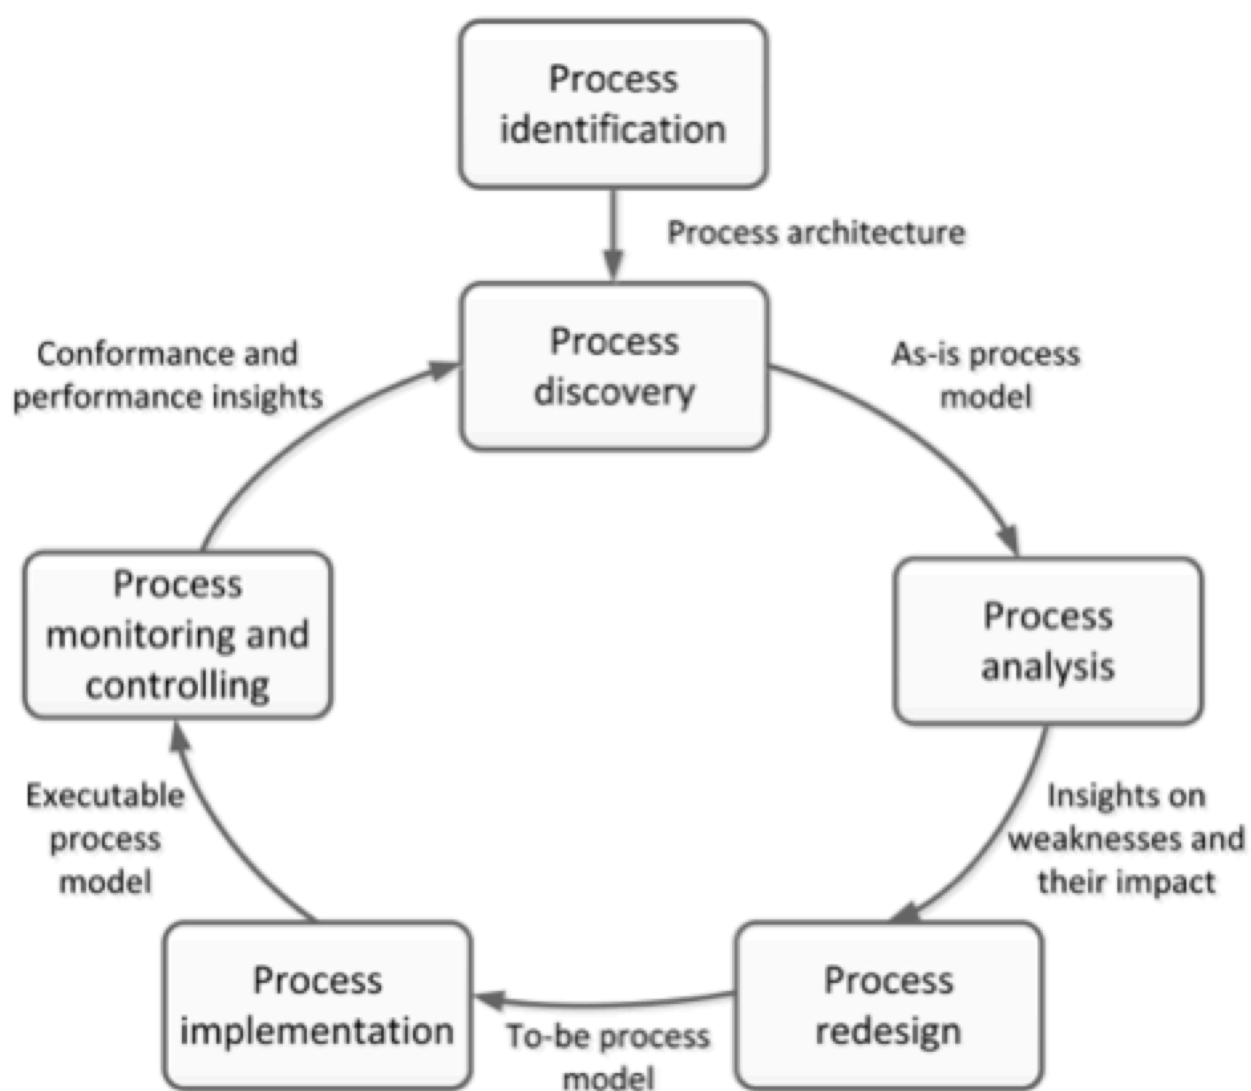 Process
identification
Process architecture
Process
discovery
As-is process
model
Process
analysis
Insights on
weaknesses and
their impact
Process
redesign
To-be process
model
Process
implementation
Executable
process
model
Process
monitoring and
controlling
Conformance and
performance insights